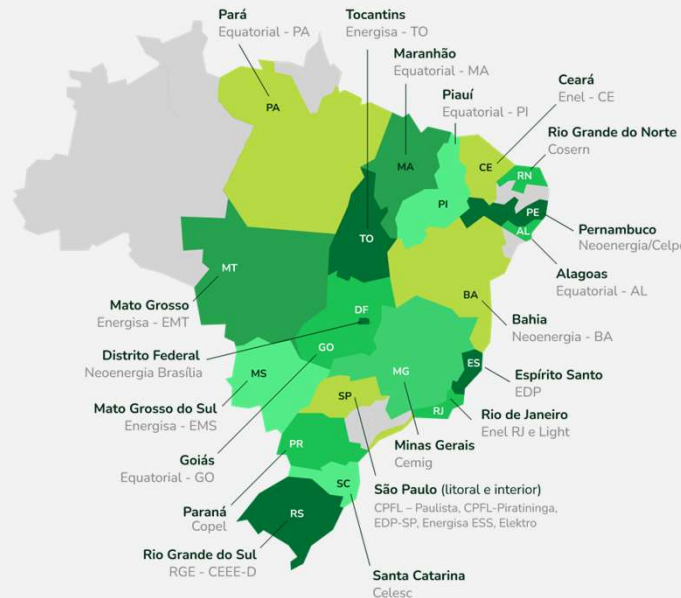 Pará
Equatorial - PA
Tocantins
Energisa - TO
Maranhão
Equatorial - MA
Piauí
Equatorial - PI
Ceará
Enel - CE
Rio Grande do Norte
Cosern
PA
MA
CE
RN
PI
PE
AL
TO
Pernambuco
Neoenergia/Celpe
Alagoas
Equatorial - AL
MT
BA
Mato Grosso
Energisa - EMT
DF
Bahia
Neoenergia - BA
Distrito Federal
Neoenergia Brasília
GO
MG
ES
Espírito Santo
EDP
MS
Mato Grosso do Sul
Energisa - EMS
SP
RJ
Rio de Janeiro
Enel RJ e Light
Goiás
Equatorial - GO
PR
Minas Gerais
Cemig
Paraná
Copel
SC
São Paulo (litoral e interior)
CPFL – Paulista, CPFL-Piratininga,
EDP-SP, Energisa ESS, Elektro
RS
Rio Grande do Sul
RGE - CEEE-D
Santa Catarina
Celesc